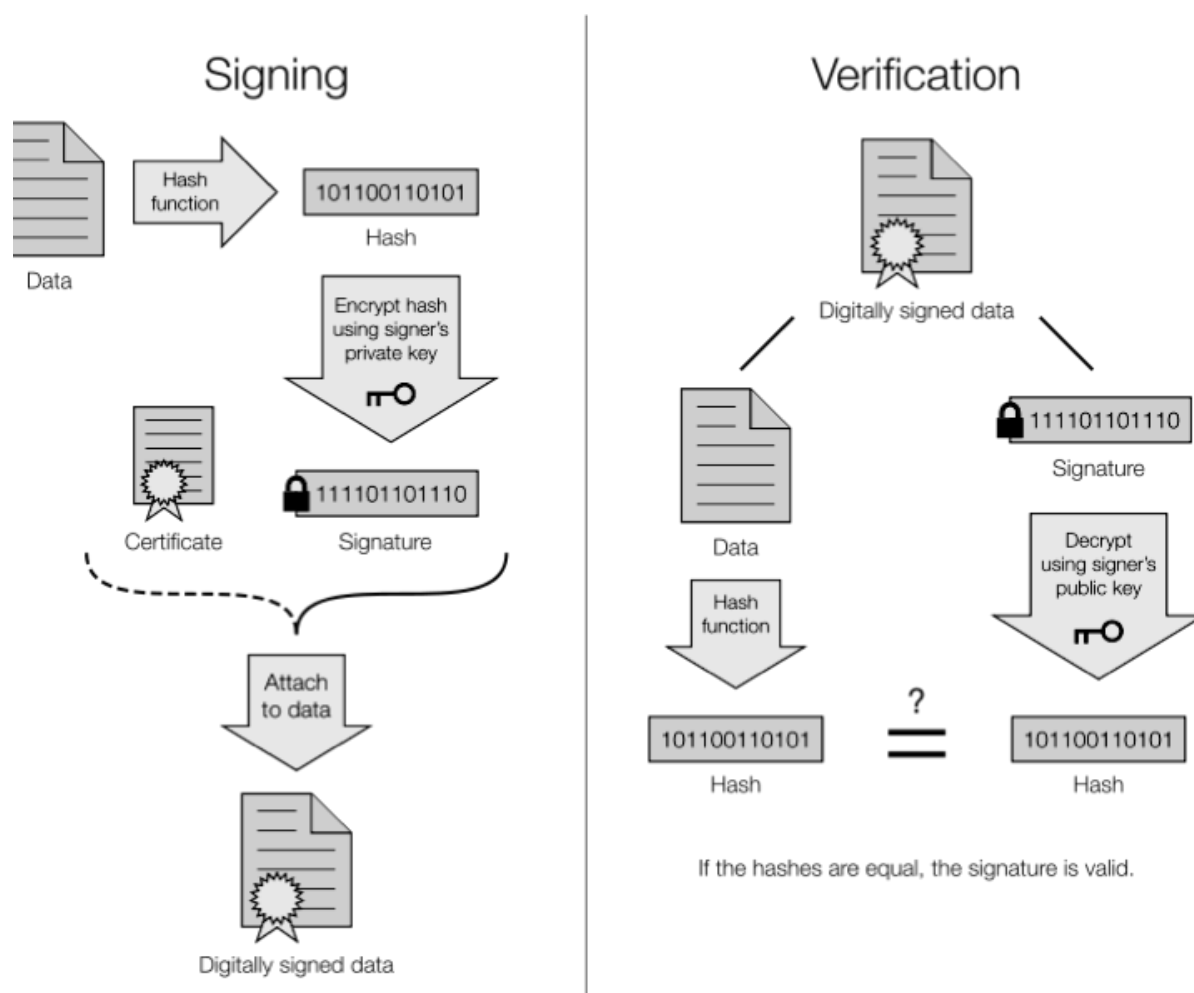 Signing
Hash
function
101100110101
Hash
Data
Encrypt hash
using signer's
private key
111101101110
Certificate
Signature
Attach
to data
Digitally signed data
Verification
Digitally signed data
111101101110
Signature
Data
Hash
function
Decrypt
using signer's
public key
?
101100110101
Hash
101100110101
Hash
If the hashes are equal, the signature is valid.